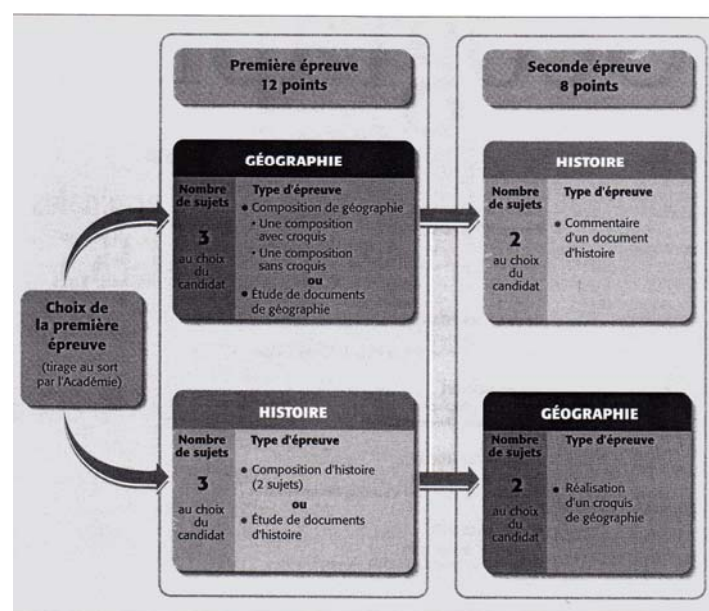 Première épreuve
12 points
Seconde épreuve
8 points
Choix de
la première
épreuve
(tirage au sort
par l'Académie)
GÉOGRAPHIE
Nombre
de sujets
3
au choix
du
candidat
Type d'épreuve
• Composition de géographie
• Une composition
avec croquis
• Une composition
sans croquis
ou
• Étude de documents
de géographie
HISTOIRE
Nombre
de sujets
2
au choix
du
candidat
Type d'épreuve
• Commentaire
d'un document
d'histoire
HISTOIRE
Nombre
de sujets
3
au choix
du
candidat
Type d'épreuve
• Composition d'histoire
(2 sujets)
ou
• Étude de documents
d'histoire
GÉOGRAPHIE
Nombre
de sujets
2
au choix
du
candidat
Type d'épreuve
• Réalisation
d'un croquis
de géographie